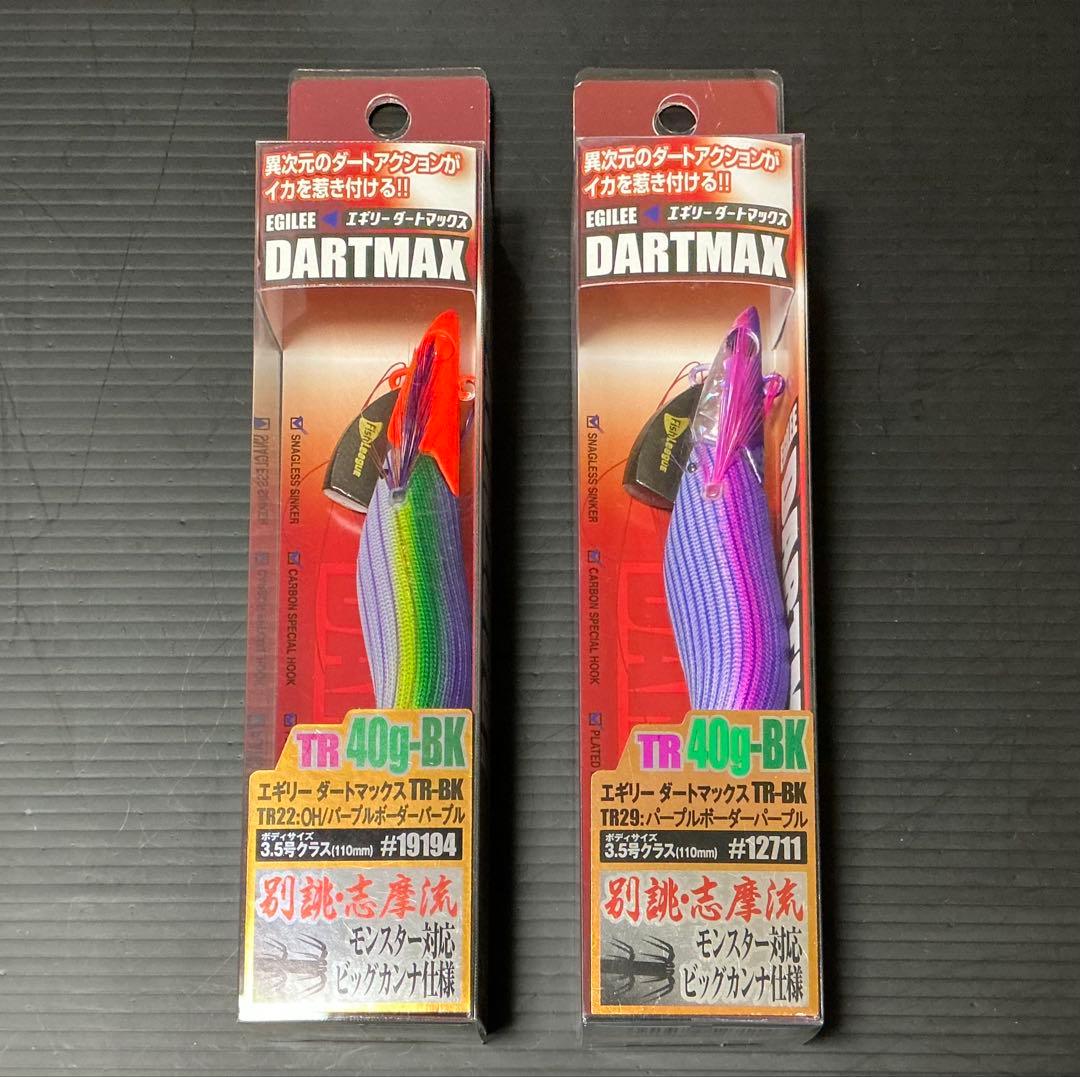 異次元のダートアクションが
イカを惹き付ける!!
EGILEE エギリー ダートマックス
DARTMAX
FISHLEAGUE
SNAGLESS SINKER
CARBON SPECIAL HOOK
TR 40g-BK
エギリー ダートマックス TR-BK
TR22:OH/パープルボーダーパープル
ボディサイズ
3.5号クラス(110mm) #19194
別誂・志摩流
モンスター対応
ビッグカンナ仕様
異次元のダートアクションが
イカを惹き付ける!!
EGILEE エギリー ダートマックス
DARTMAX
FISHLEAGUE
SNAGLESS SINKER
CARBON SPECIAL HOOK
PLATED
TR 40g-BK
エギリー ダートマックス TR-BK
TR29:パープルボーダーパープル
ボディサイズ
3.5号クラス(110mm) #12711
別誂・志摩流
モンスター対応
ビッグカンナ仕様